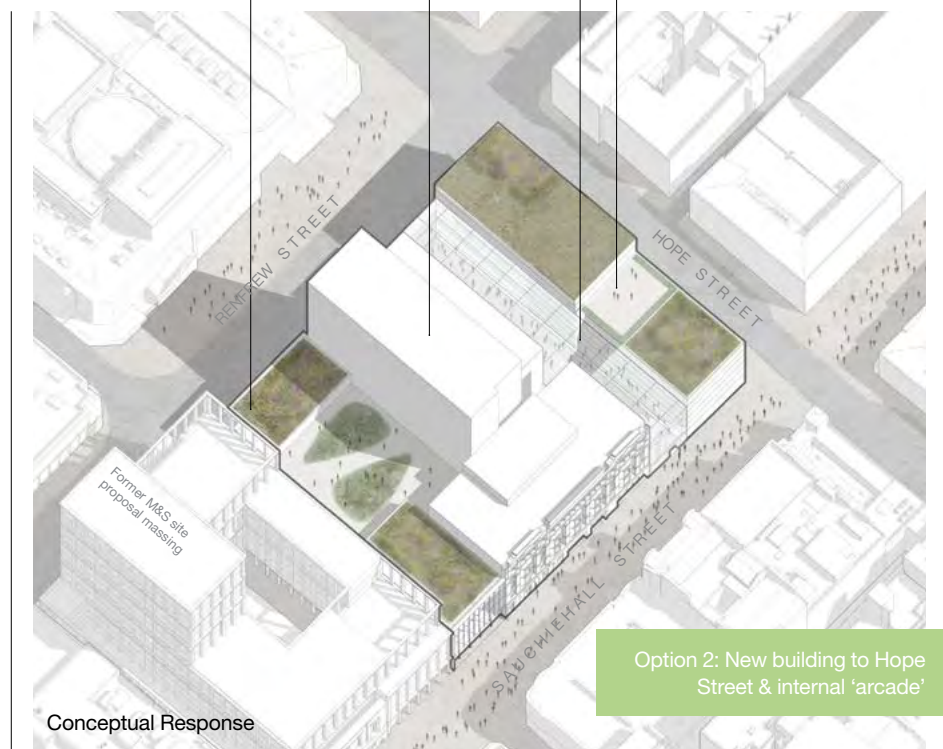 RENFREW STREET
HOPE STREET
Former M&S site
proposal massing
SAUCHIEHALL STREET
Option 2: New building to Hope
Street & internal ‘arcade’
Conceptual Response